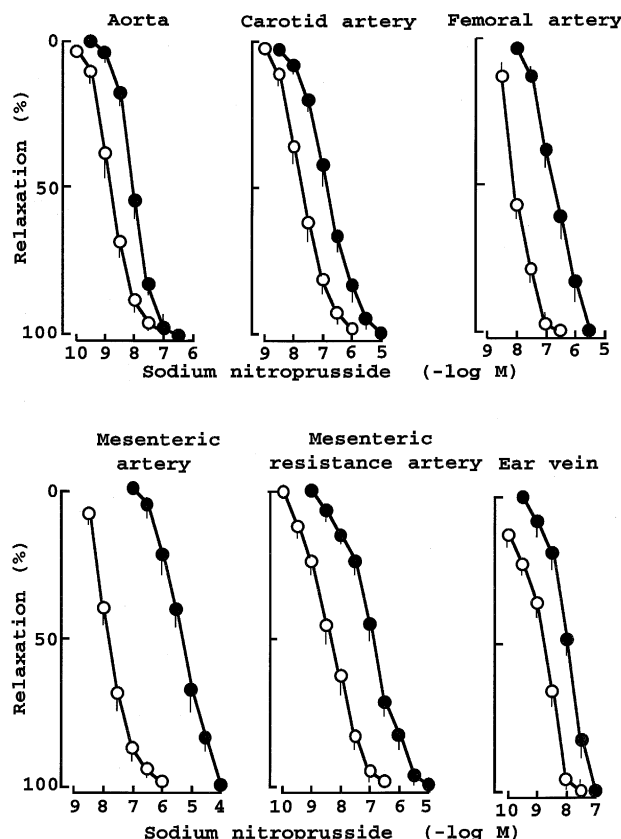 Aorta
Carotid artery
Femoral artery
0
50
100
Relaxation (%)
10 9 8 7 6
9 8 7 6 5
9 8 7 6 5
Sodium nitroprusside (-log M)
Mesenteric artery
Mesenteric resistance artery
Ear vein
0
50
100
Relaxation (%)
9 8 7 6 5 4
10 9 8 7 6 5
10 9 8 7
Sodium nitroprusside (-log M)